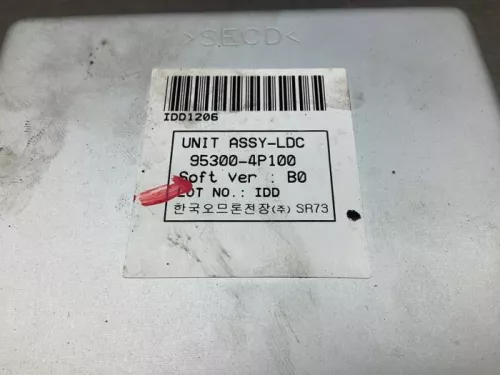 >SECD<
IDD1206
UNIT ASSY-LDC
95300-4P100
Soft ver : B0
LOT NO.: IDD
한국오므론전장(주) SR73